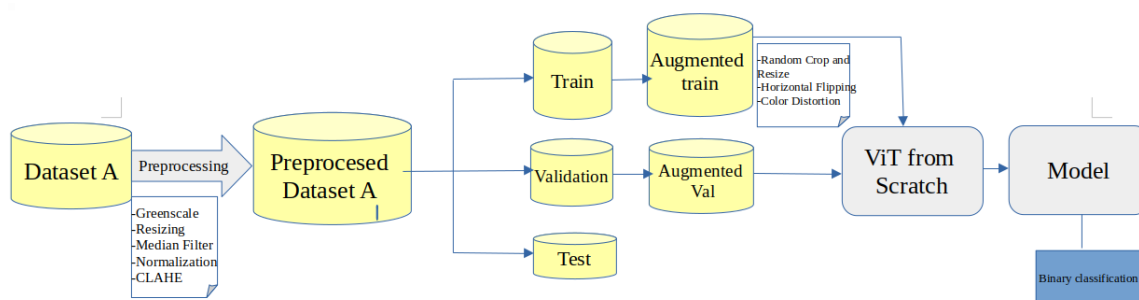 Dataset A
Preprocessing
-Greenscale
-Resizing
-Median Filter
-Normalization
-CLAHE
Preprocesed
Dataset A
Train
Augmented
train
-Random Crop and
Resize
-Horizontal Flipping
-Color Distortion
Validation
Augmented
Val
Test
ViT from
Scratch
Model
Binary classification